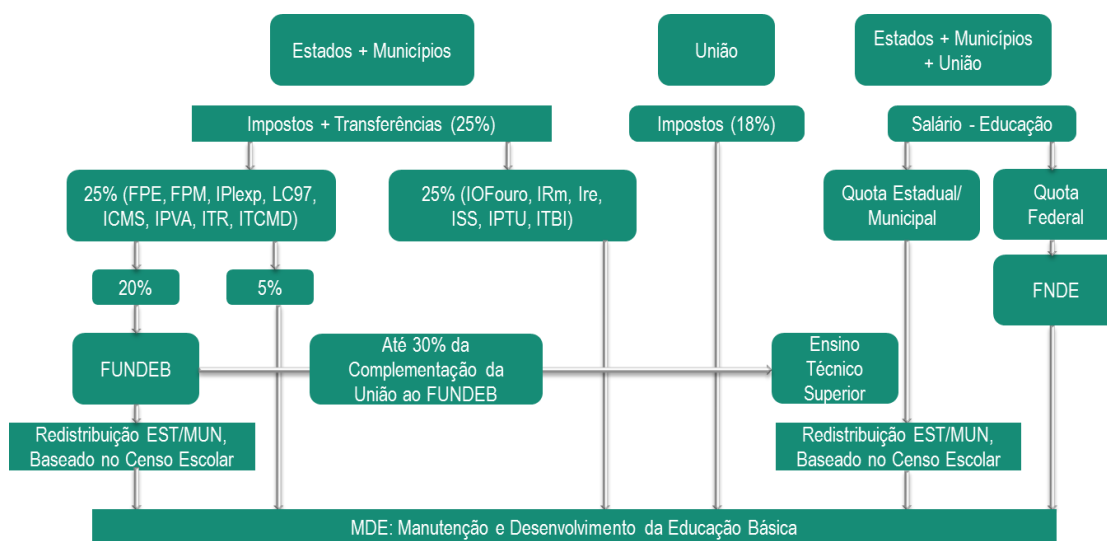 Estados + Municípios
União
Estados + Municípios
+ União
Impostos + Transferências (25%)
Impostos (18%)
Salário - Educação
25% (FPE, FPM, IPIexp, LC97,
ICMS, IPVA, ITR, ITCMD)
25% (IOFouro, IRm, Ire,
ISS, IPTU, ITBI)
Quota Estadual/
Municipal
Quota
Federal
20%
5%
FNDE
FUNDEB
Até 30% da
Complementação da
União ao FUNDEB
Ensino
Técnico
Superior
Redistribuição EST/MUN,
Baseado no Censo Escolar
Redistribuição EST/MUN,
Baseado no Censo Escolar
MDE: Manutenção e Desenvolvimento da Educação Básica